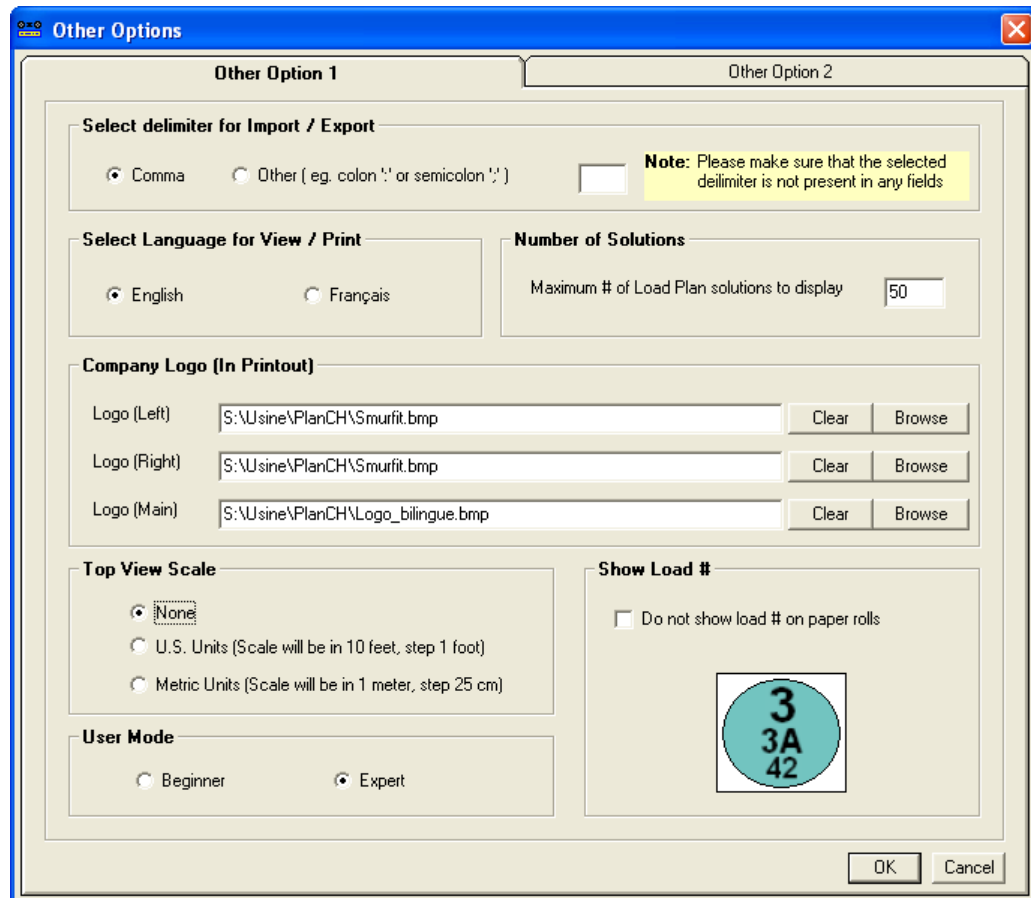 Other Options
Other Option 1 Other Option 2
Select delimiter for Import / Export
Comma Other ( eg. colon ':' or semicolon ';' )
Note: Please make sure that the selected
deilimiter is not present in any fields
Select Language for View / Print
English Français
Number of Solutions
Maximum # of Load Plan solutions to display 50
Company Logo (In Printout)
Logo (Left) S:\Usine\PlanCH\Smurfit.bmp Clear Browse
Logo (Right) S:\Usine\PlanCH\Smurfit.bmp Clear Browse
Logo (Main) S:\Usine\PlanCH\Logo_bilingue.bmp Clear Browse
Top View Scale
None
U.S. Units (Scale will be in 10 feet, step 1 foot)
Metric Units (Scale will be in 1 meter, step 25 cm)
Show Load #
Do not show load # on paper rolls
3
3A
42
User Mode
Beginner Expert
OK Cancel